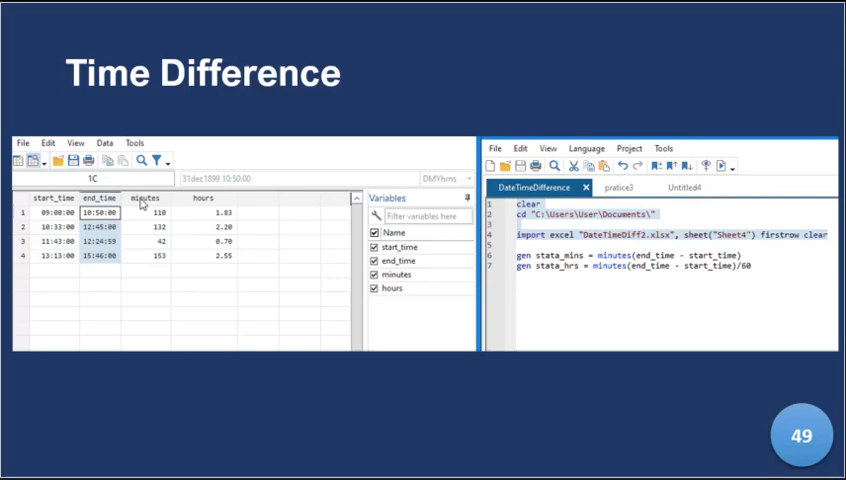 Time Difference
File Edit View Data Tools
1C 31dec1899 10:50:00 DMYhms
start_time end_time minutes hours
1 09:00:00 10:50:00 110 1.83
2 10:33:00 12:45:00 132 2.20
3 11:43:00 12:24:59 42 0.70
4 13:13:00 15:46:00 153 2.55
Variables
Filter variables here
Name
start_time
end_time
minutes
hours
File Edit View Language Project Tools
DateTimeDifference pratice3 Untitled4
1 clear
2 cd "C:\Users\User\Documents\"
3
4 import excel "DateTimeDiff2.xlsx", sheet("Sheet4") firstrow clear
5
6 gen stata_mins = minutes(end_time - start_time)
7 gen stata_hrs = minutes(end_time - start_time)/60
49